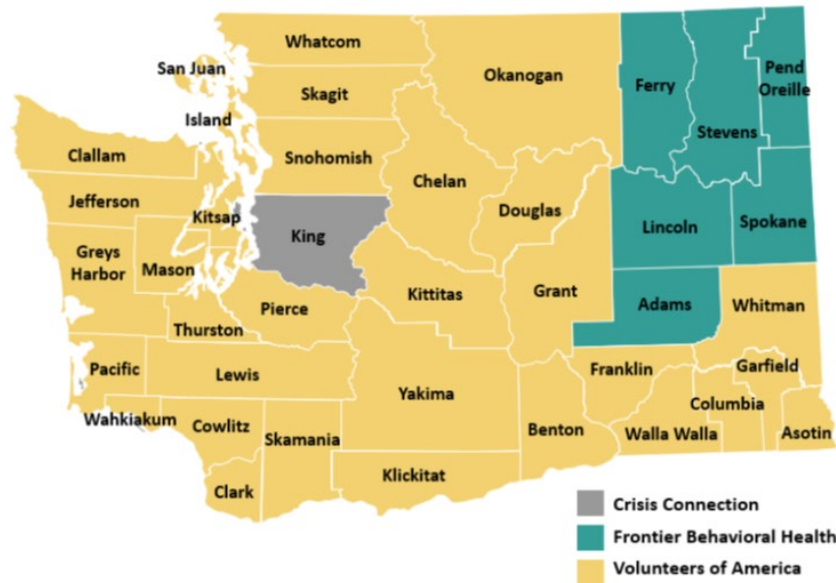 Whatcom
San Juan
Okanogan
Ferry
Pend
Oreille
Skagit
Island
Stevens
Snohomish
Clallam
Chelan
Jefferson
Kitsap
Douglas
King
Lincoln
Spokane
Greys
Harbor
Mason
Kittitas
Grant
Adams
Whitman
Pierce
Thurston
Pacific
Lewis
Franklin
Garfield
Yakima
Columbia
Wahkiakum
Cowlitz
Skamania
Benton
Walla Walla
Asotin
Klickitat
Clark
Crisis Connection
Frontier Behavioral Health
Volunteers of America